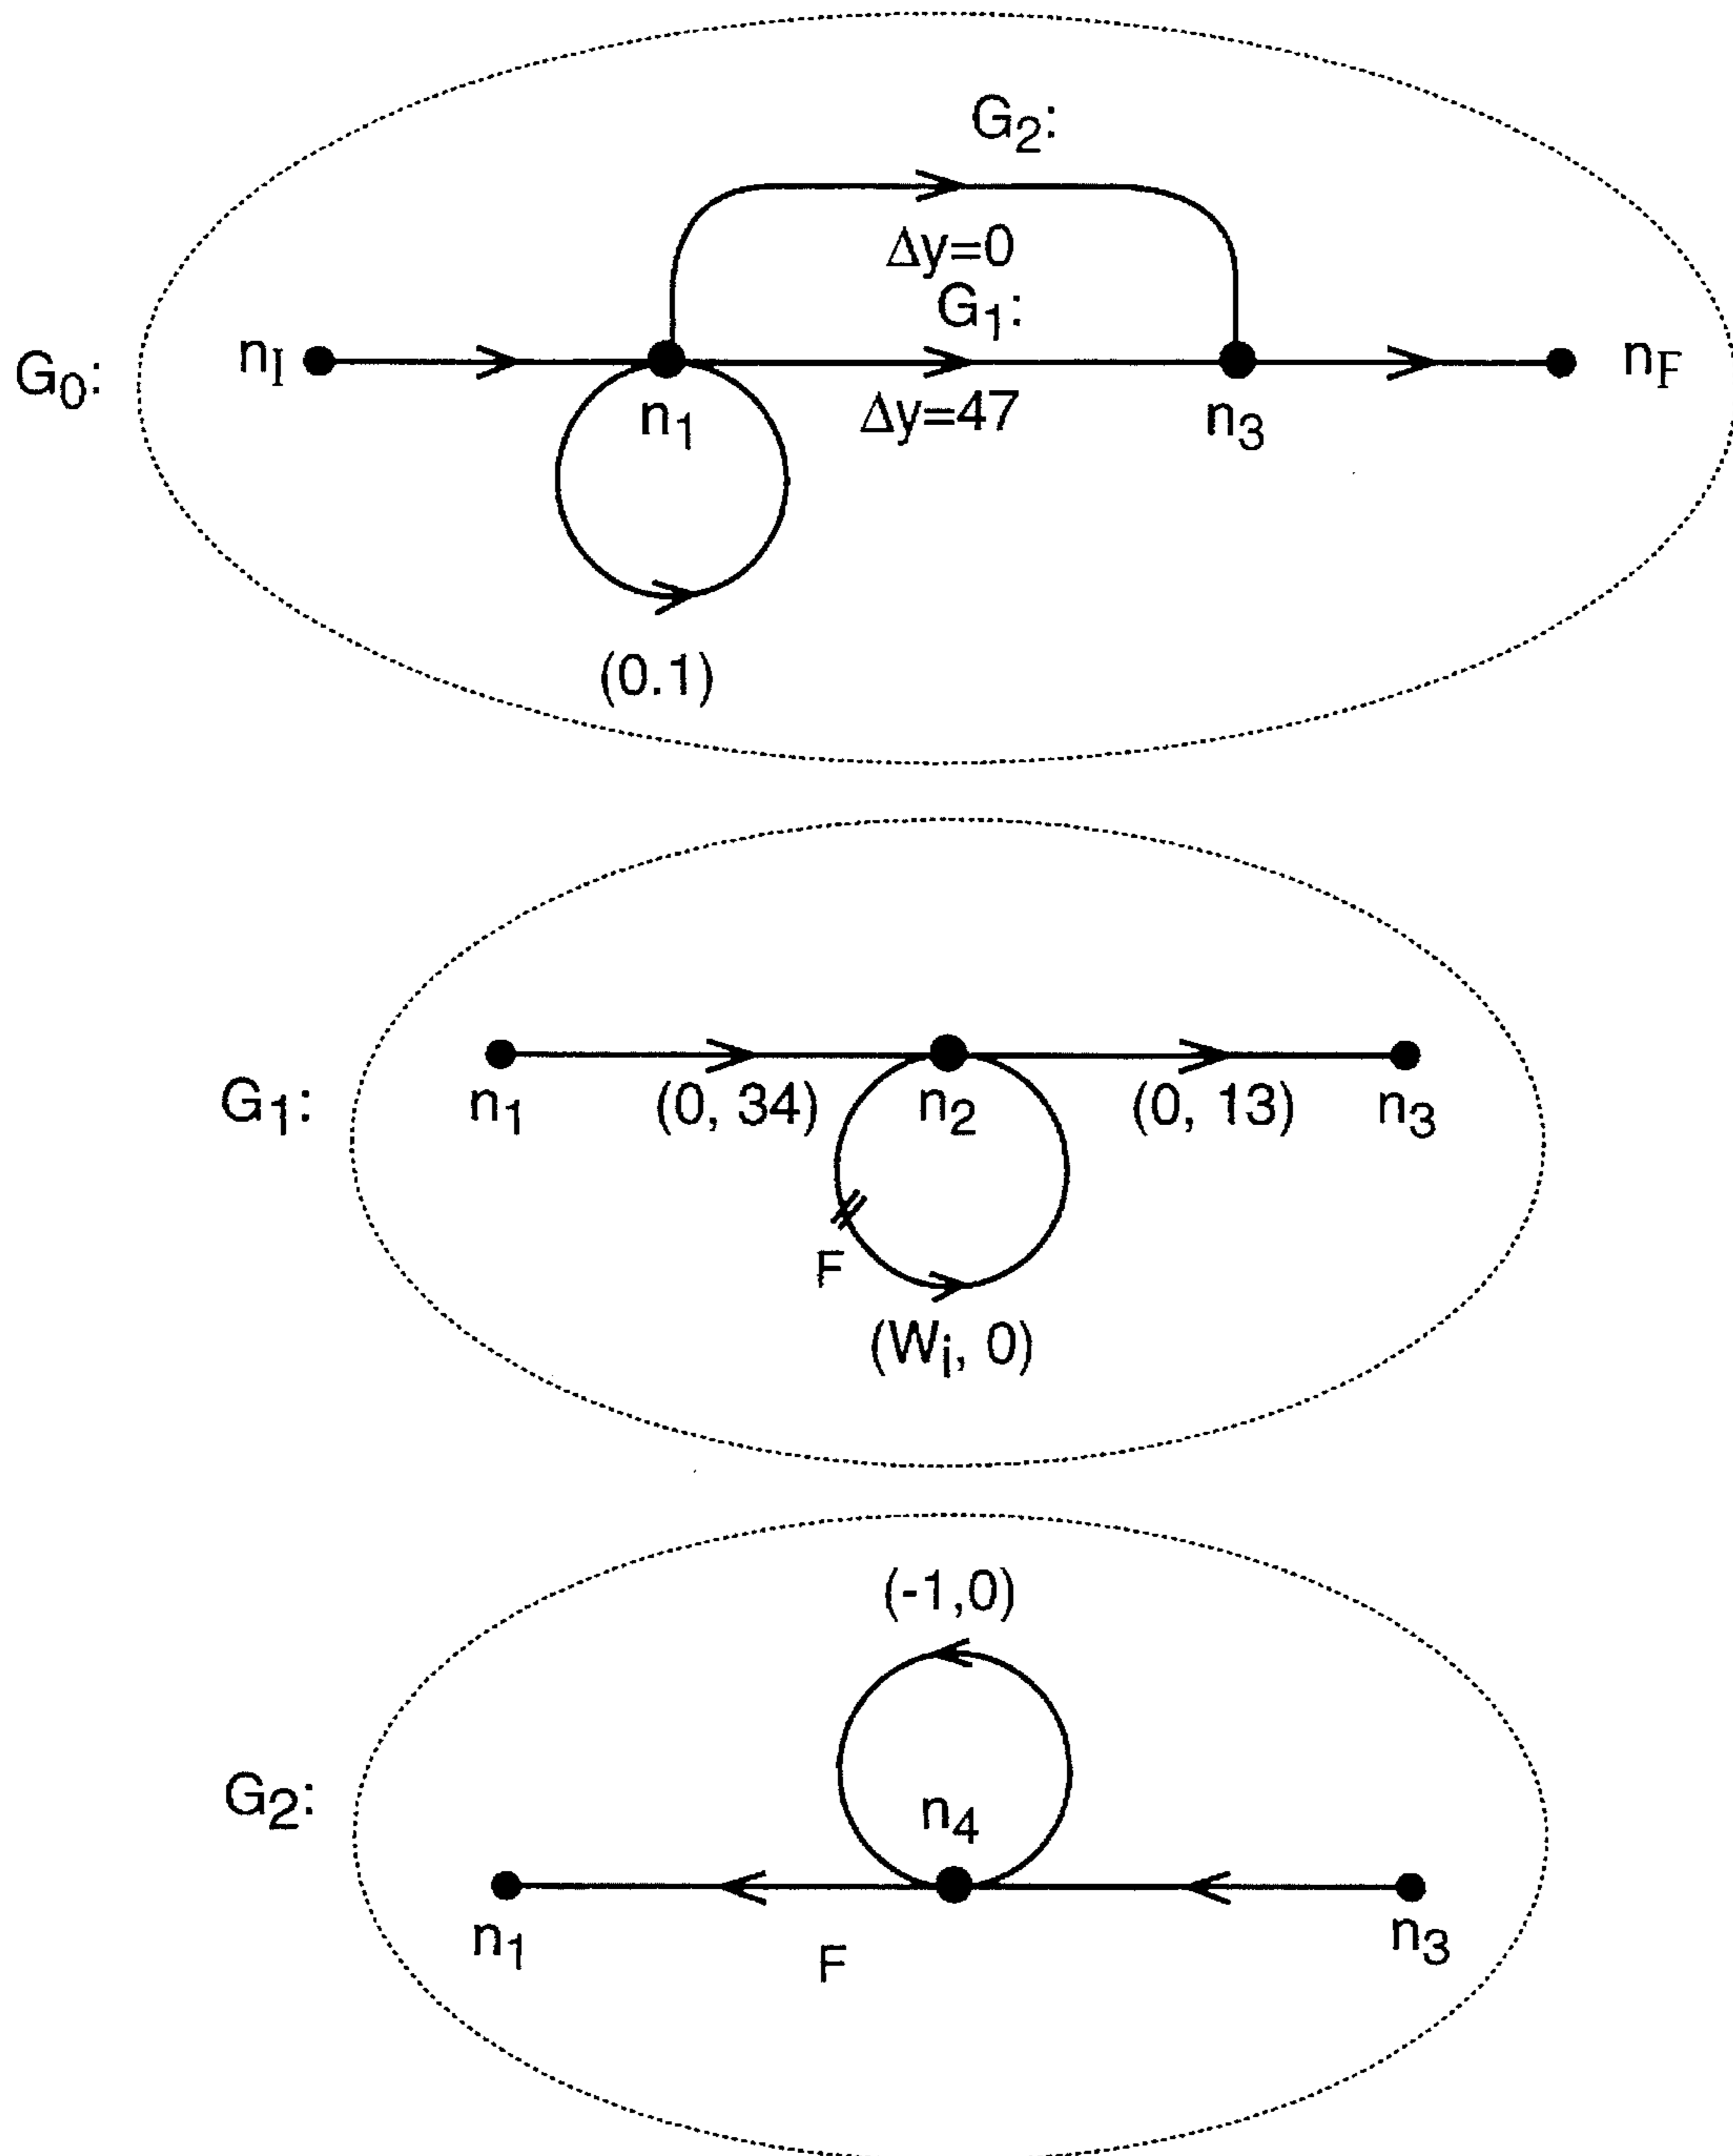 G2:
Δy=0
G1:
G0:
nI
nF
n1
Δy=47
n3
(0.1)
G1:
n1
(0, 34)
n2
(0, 13)
n3
F
(Wi, 0)
(-1,0)
G2:
n4
n1
F
n3